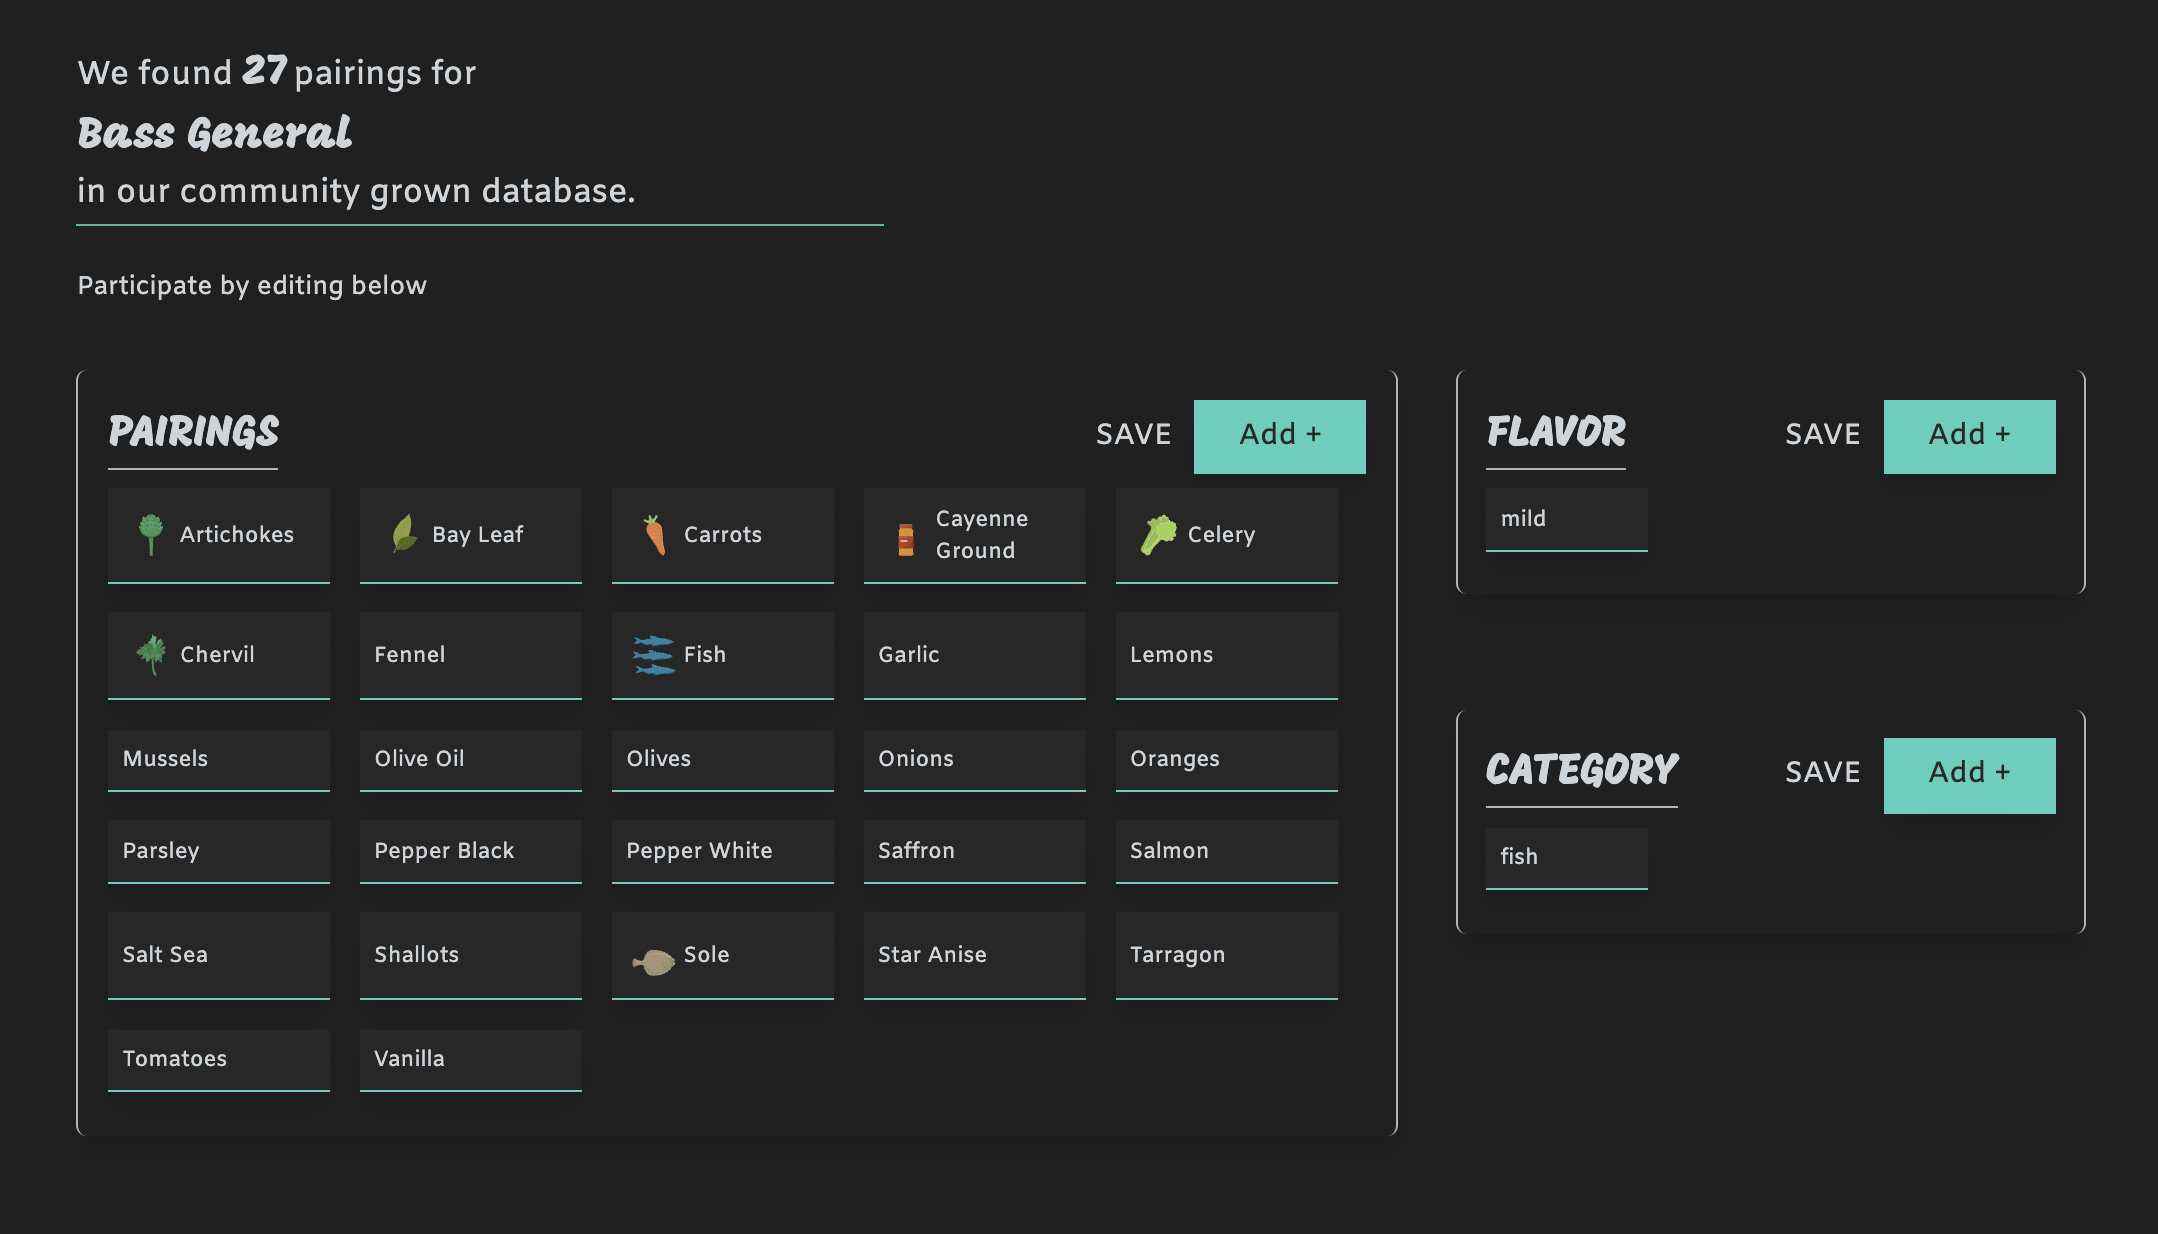 We found 27 pairings for
Bass General
in our community grown database.
Participate by editing below
PAIRINGS
SAVE
Add +
Artichokes
Bay Leaf
Carrots
Cayenne
Ground
Celery
Chervil
Fennel
Fish
Garlic
Lemons
Mussels
Olive Oil
Olives
Onions
Oranges
Parsley
Pepper Black
Pepper White
Saffron
Salmon
Salt Sea
Shallots
Sole
Star Anise
Tarragon
Tomatoes
Vanilla
FLAVOR
SAVE
Add +
mild
CATEGORY
SAVE
Add +
fish